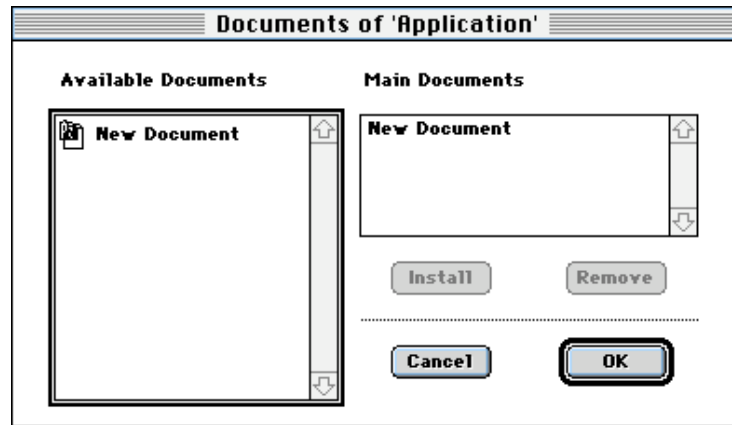 Documents of 'Application'
Available Documents
New Document
Main Documents
New Document
Install
Remove
Cancel
OK